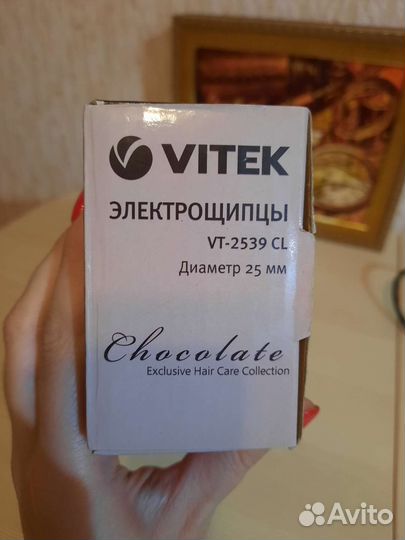 VITEK
ЭЛЕКТРОЩИПЦЫ
VT-2539 CL
Диаметр 25 мм
Chocolate
Exclusive Hair Care Collection
Avito